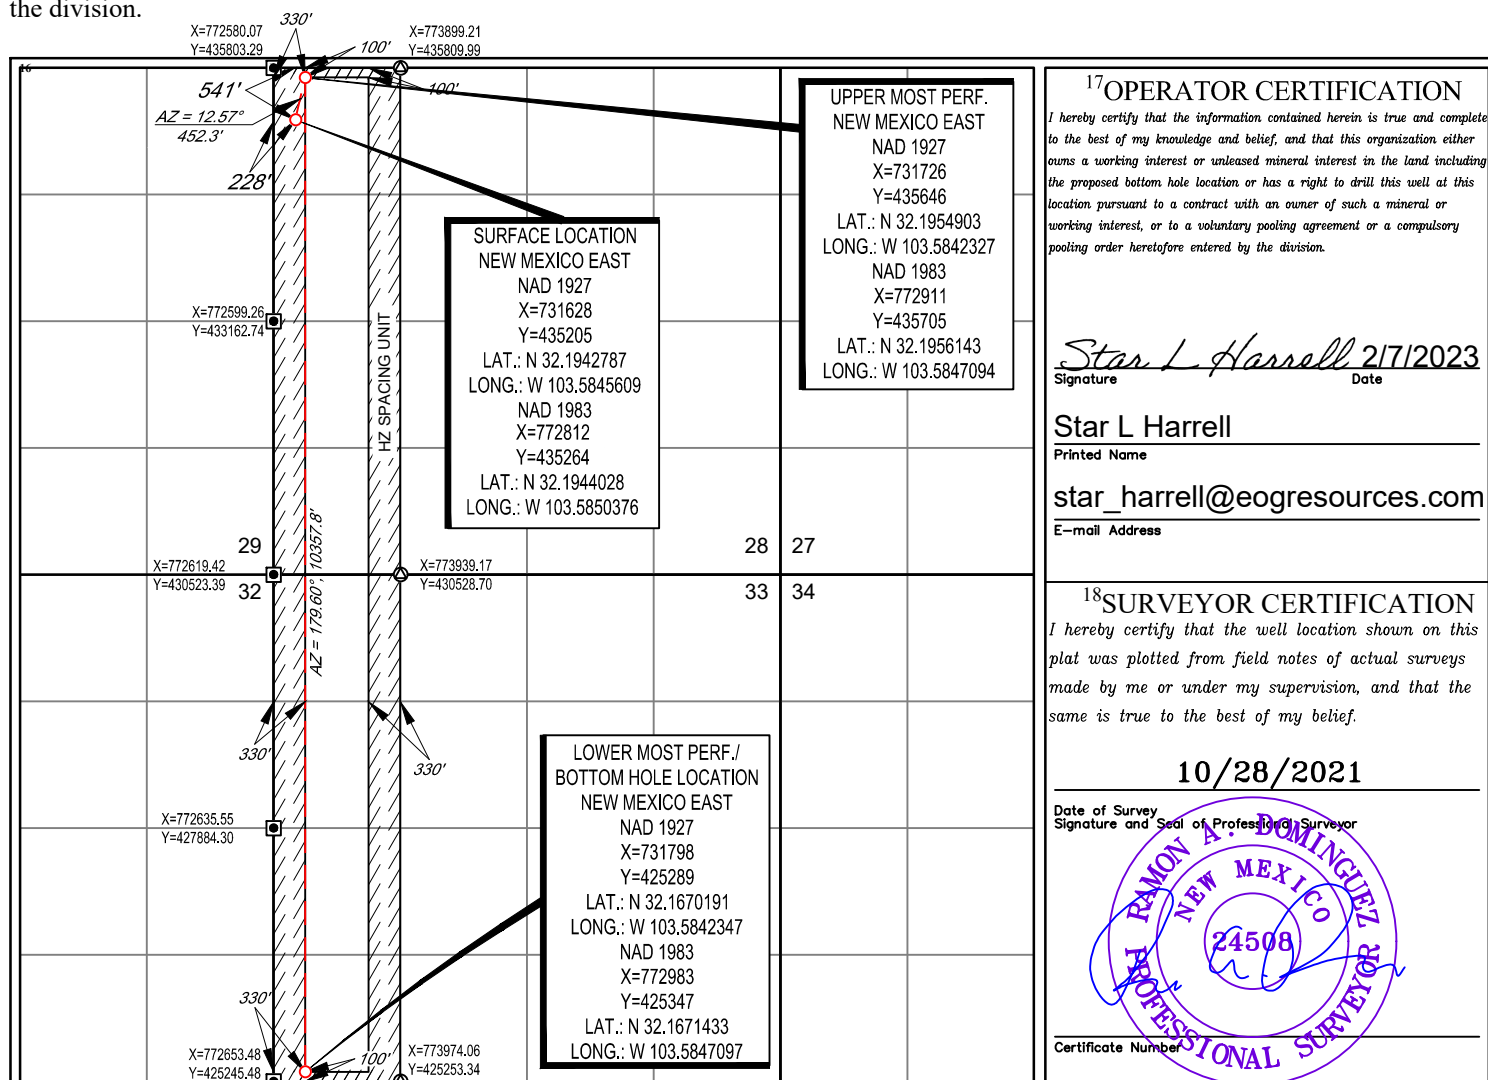 the division.
X=772580.07
Y=435803.29
330'
100'
X=773899.21
Y=435809.99
16
541'
100'
AZ = 12.57°
452.3'
228'
UPPER MOST PERF.
NEW MEXICO EAST
NAD 1927
X=731726
Y=435646
LAT.: N 32.1954903
LONG.: W 103.5842327
NAD 1983
X=772911
Y=435705
LAT.: N 32.1956143
LONG.: W 103.5847094
SURFACE LOCATION
NEW MEXICO EAST
NAD 1927
X=731628
Y=435205
LAT.: N 32.1942787
LONG.: W 103.5845609
NAD 1983
X=772812
Y=435264
LAT.: N 32.1944028
LONG.: W 103.5850376
X=772599.26
Y=433162.74
HZ SPACING UNIT
AZ = 179.60°, 10357.8'
29
28
27
X=772619.42
Y=430523.39
X=773939.17
Y=430528.70
32
33
34
330'
330'
LOWER MOST PERF./
BOTTOM HOLE LOCATION
NEW MEXICO EAST
NAD 1927
X=731798
Y=425289
LAT.: N 32.1670191
LONG.: W 103.5842347
NAD 1983
X=772983
Y=425347
LAT.: N 32.1671433
LONG.: W 103.5847097
X=772635.55
Y=427884.30
330'
100'
X=772653.48
Y=425245.48
X=773974.06
Y=425253.34
17OPERATOR CERTIFICATION
I hereby certify that the information contained herein is true and complete
to the best of my knowledge and belief, and that this organization either
owns a working interest or unleased mineral interest in the land including
the proposed bottom hole location or has a right to drill this well at this
location pursuant to a contract with an owner of such a mineral or
working interest, or to a voluntary pooling agreement or a compulsory
pooling order heretofore entered by the division.
Star L Harrell 2/7/2023
Signature Date
Star L Harrell
Printed Name
star_harrell@eogresources.com
E-mail Address
18SURVEYOR CERTIFICATION
I hereby certify that the well location shown on this
plat was plotted from field notes of actual surveys
made by me or under my supervision, and that the
same is true to the best of my belief.
10/28/2021
Date of Survey
Signature and Seal of Professional Surveyor
RAMON A. DOMINGUEZ
NEW MEXICO
24508
PROFESSIONAL SURVEYOR
Certificate Number